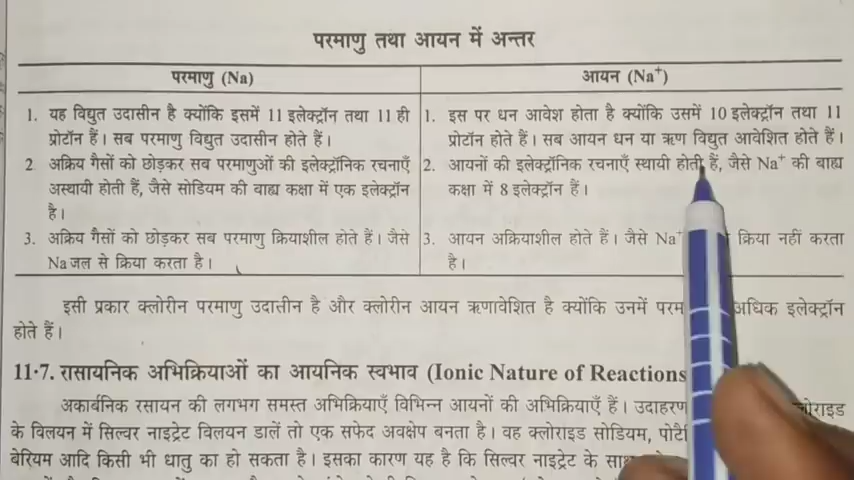 परमाणु तथा आयन में अन्तर
परमाणु (Na)
1. यह विद्युत उदासीन है क्योंकि इसमें 11 इलेक्ट्रॉन तथा 11 ही
प्रोटॉन हैं। सब परमाणु विद्युत उदासीन होते हैं।
2. अक्रिय गैसों को छोड़कर सब परमाणुओं की इलेक्ट्रॉनिक रचनाएँ
अस्थायी होती हैं, जैसे सोडियम की बाह्य कक्षा में एक इलेक्ट्रॉन
है।
3. अक्रिय गैसों को छोड़कर सब परमाणु क्रियाशील होते हैं। जैसे
Na जल से क्रिया करता है।
आयन (Na⁺)
1. इस पर धन आवेश होता है क्योंकि उसमें 10 इलेक्ट्रॉन तथा 11
प्रोटॉन होते हैं। सब आयन धन या ऋण विद्युत आवेशित होते हैं।
2. आयनों की इलेक्ट्रॉनिक रचनाएँ स्थायी होती हैं, जैसे Na⁺ की बाह्य
कक्षा में 8 इलेक्ट्रॉन हैं।
3. आयन अक्रियाशील होते हैं। जैसे Na⁺ क्रिया नहीं करता
है।
इसी प्रकार क्लोरीन परमाणु उदासीन है और क्लोरीन आयन ऋणावेशित है क्योंकि उनमें अधिक इलेक्ट्रॉन
होते हैं।
11·7. रासायनिक अभिक्रियाओं का आयनिक स्वभाव (Ionic Nature of Reactions
अकार्बनिक रसायन की लगभग समस्त अभिक्रियाएँ विभिन्न आयनों की अभिक्रियाएँ हैं।
के विलयन में सिल्वर नाइट्रेट विलयन डालें तो एक सफेद अवक्षेप बनता है। वह क्लोराइड सोडियम,
बेरियम आदि किसी भी धातु का हो सकता है। इसका कारण यह है कि सिल्वर नाइट्रेट के साथ